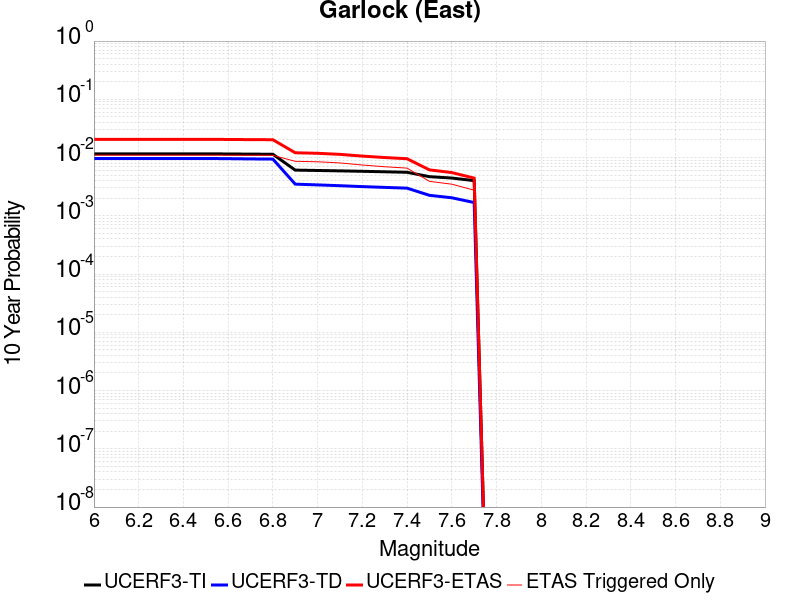 Garlock (East)
10^0
10^-1
10^-2
10^-3
10^-4
10^-5
10^-6
10^-7
10^-8
10 Year Probability
6 6.2 6.4 6.6 6.8 7 7.2 7.4 7.6 7.8 8 8.2 8.4 8.6 8.8 9
Magnitude
UCERF3-TI UCERF3-TD UCERF3-ETAS ETAS Triggered Only